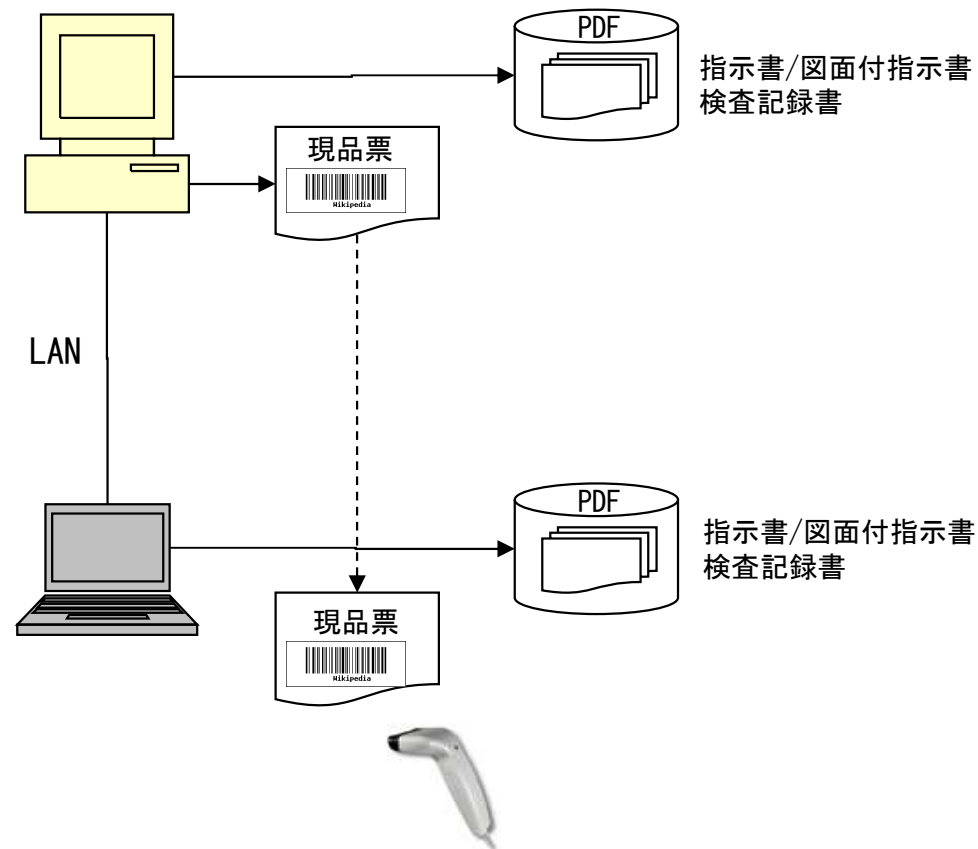 PDF
指示書/図面付指示書
検査記録書
現品票
Wikipedia
LAN
PDF
指示書/図面付指示書
検査記録書
現品票
Wikipedia